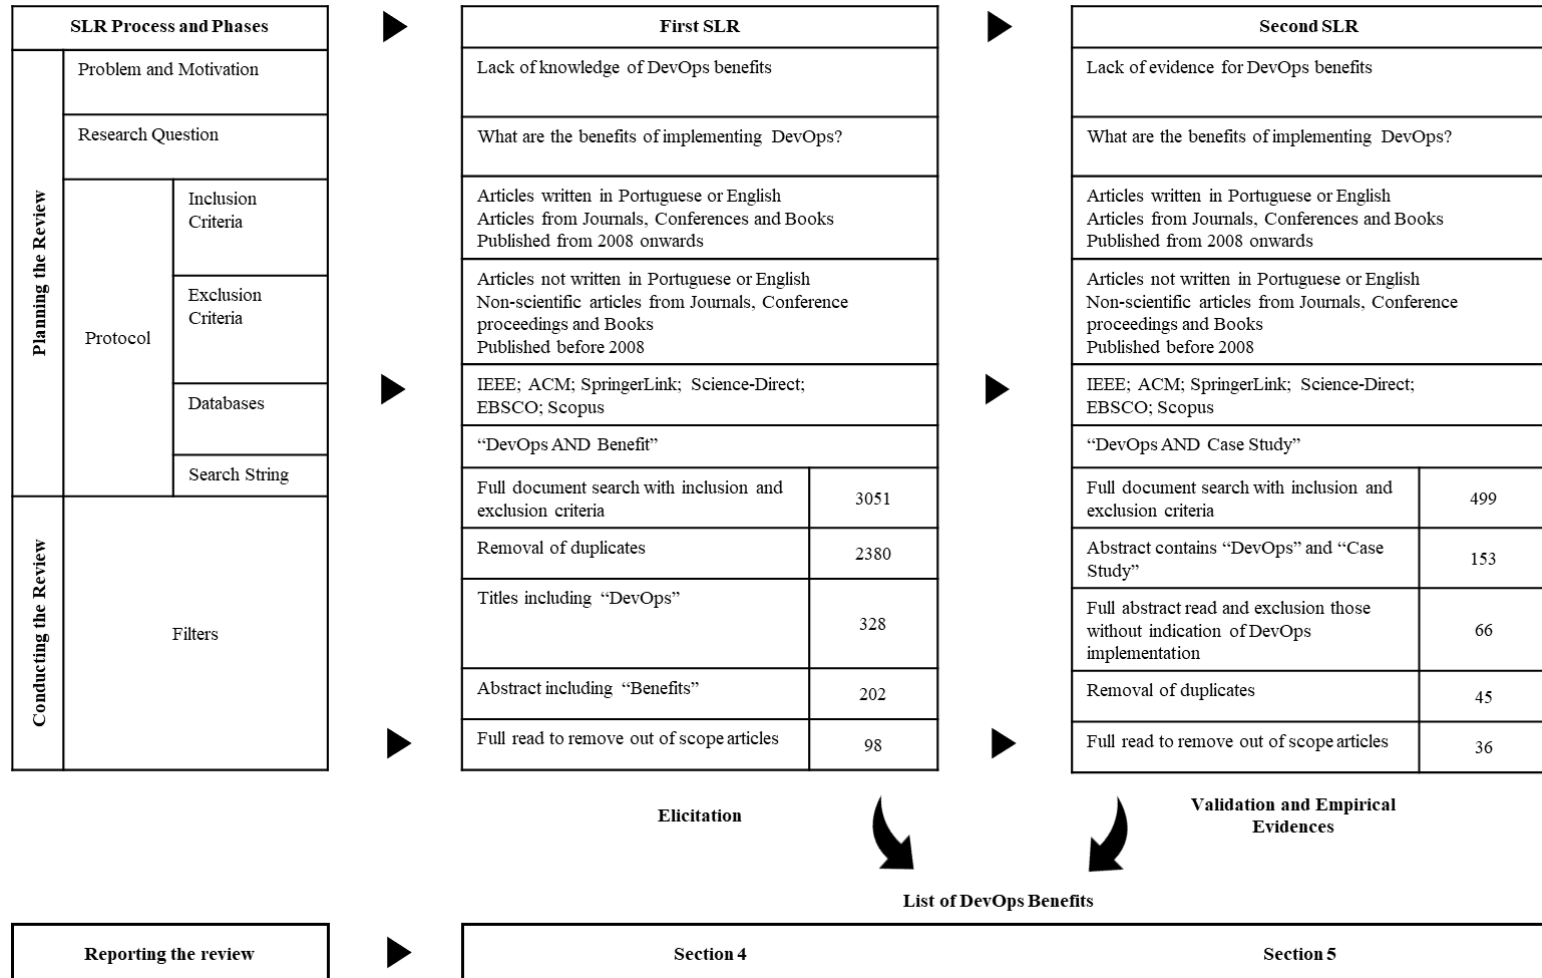 SLR Process and Phases
First SLR
Second SLR
Planning the Review
Problem and Motivation
Lack of knowledge of DevOps benefits
Lack of evidence for DevOps benefits
Research Question
What are the benefits of implementing DevOps?
What are the benefits of implementing DevOps?
Protocol
Inclusion
Criteria
Articles written in Portuguese or English
Articles from Journals, Conferences and Books
Published from 2008 onwards
Articles written in Portuguese or English
Articles from Journals, Conferences and Books
Published from 2008 onwards
Exclusion
Criteria
Articles not written in Portuguese or English
Non-scientific articles from Journals, Conference
proceedings and Books
Published before 2008
Articles not written in Portuguese or English
Non-scientific articles from Journals, Conference
proceedings and Books
Published before 2008
Databases
IEEE; ACM; SpringerLink; Science-Direct;
EBSCO; Scopus
IEEE; ACM; SpringerLink; Science-Direct;
EBSCO; Scopus
Search String
“DevOps AND Benefit”
“DevOps AND Case Study”
Conducting the Review
Filters
Full document search with inclusion and
exclusion criteria
3051
Removal of duplicates
2380
Titles including “DevOps”
328
Abstract including “Benefits”
202
Full read to remove out of scope articles
98
Full document search with inclusion and
exclusion criteria
499
Abstract contains “DevOps” and “Case
Study”
153
Full abstract read and exclusion those
without indication of DevOps
implementation
66
Removal of duplicates
45
Full read to remove out of scope articles
36
Elicitation
Validation and Empirical
Evidences
List of DevOps Benefits
Reporting the review
Section 4
Section 5